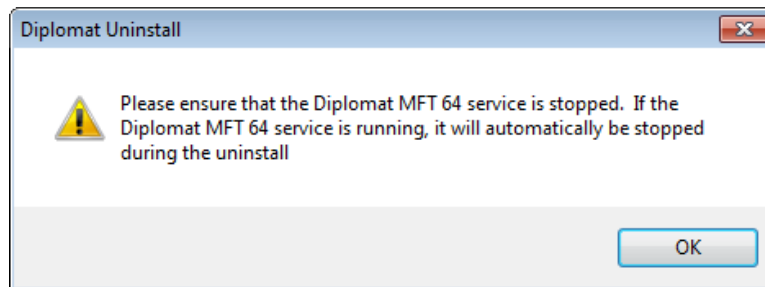 Diplomat Uninstall
Please ensure that the Diplomat MFT 64 service is stopped.  If the
Diplomat MFT 64 service is running, it will automatically be stopped
during the uninstall
OK